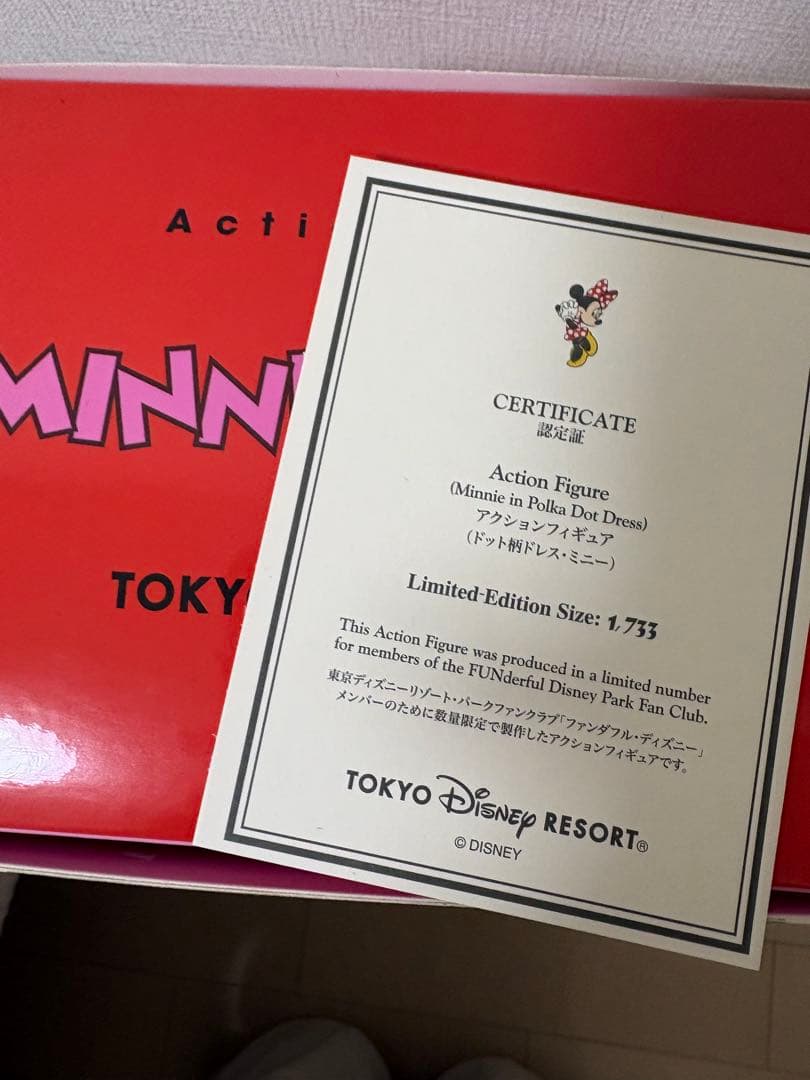 Acti
MINNI
TOKY
CERTIFICATE
認定証
Action Figure
(Minnie in Polka Dot Dress)
アクションフィギュア
(ドット柄ドレス・ミニー)
Limited-Edition Size: 1,733
This Action Figure was produced in a limited number
for members of the FUNderful Disney Park Fan Club.
東京ディズニーリゾート・パークファンクラブ「ファンダフル・ディズニー」
メンバーのために数量限定で製作したアクションフィギュアです。
TOKYO Disney RESORT®
© DISNEY